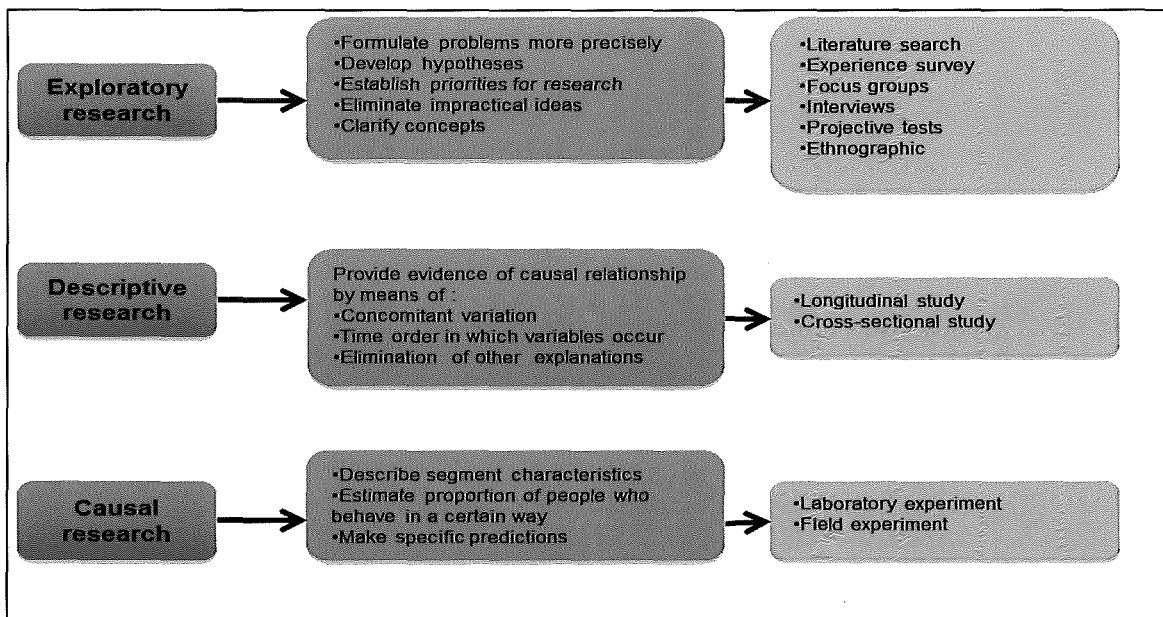 Exploratory
research
•Formulate problems more precisely
•Develop hypotheses
•Establish priorities for research
•Eliminate impractical ideas
•Clarify concepts
•Literature search
•Experience survey
•Focus groups
•Interviews
•Projective tests
•Ethnographic
Descriptive
research
Provide evidence of causal relationship
by means of :
•Concomitant variation
•Time order in which variables occur
•Elimination of other explanations
•Longitudinal study
•Cross-sectional study
Causal
research
•Describe segment characteristics
•Estimate proportion of people who
behave in a certain way
•Make specific predictions
•Laboratory experiment
•Field experiment